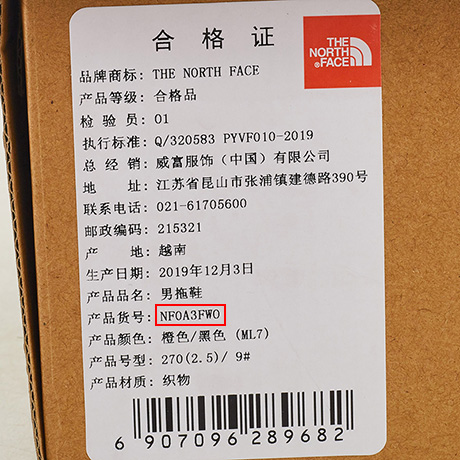 合格证
THE
NORTH
FACE
品牌商标: THE NORTH FACE
产品等级: 合格品
检 验 员: 01
执行标准: Q/320583 PYVF010-2019
总 经 销: 威富服饰（中国）有限公司
地 址: 江苏省昆山市张浦镇建德路390号
联系电话: 021-61705600
邮政编码: 215321
产 地: 越南
生产日期: 2019年12月3日
产品品名: 男拖鞋
产品货号: NF0A3FW0
产品颜色: 橙色/黑色 (ML7)
产品号型: 270(2.5)/ 9#
产品材质: 织物
6 907096 289682